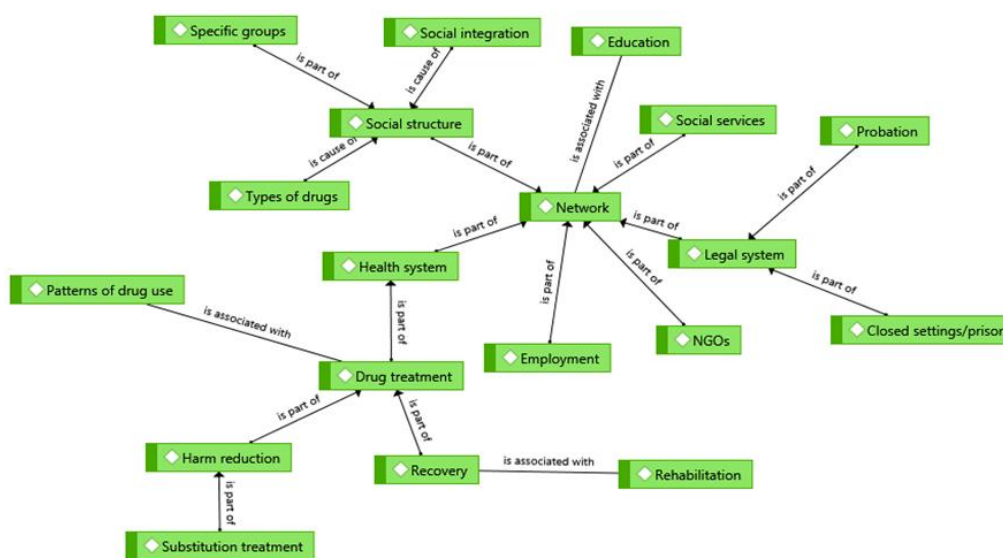 Specific groups
Social integration
Education
is part of
is cause of
Social structure
is associated with
Social services
Probation
is cause of
is part of
is part of
is part of
Types of drugs
Network
is part of
is part of
Legal system
Health system
is part of
Patterns of drug use
is associated with
is part of
is part of
is part of
NGOs
Closed settings/prison
Employment
Drug treatment
is part of
is part of
Harm reduction
Recovery
is associated with
Rehabilitation
is part of
Substitution treatment